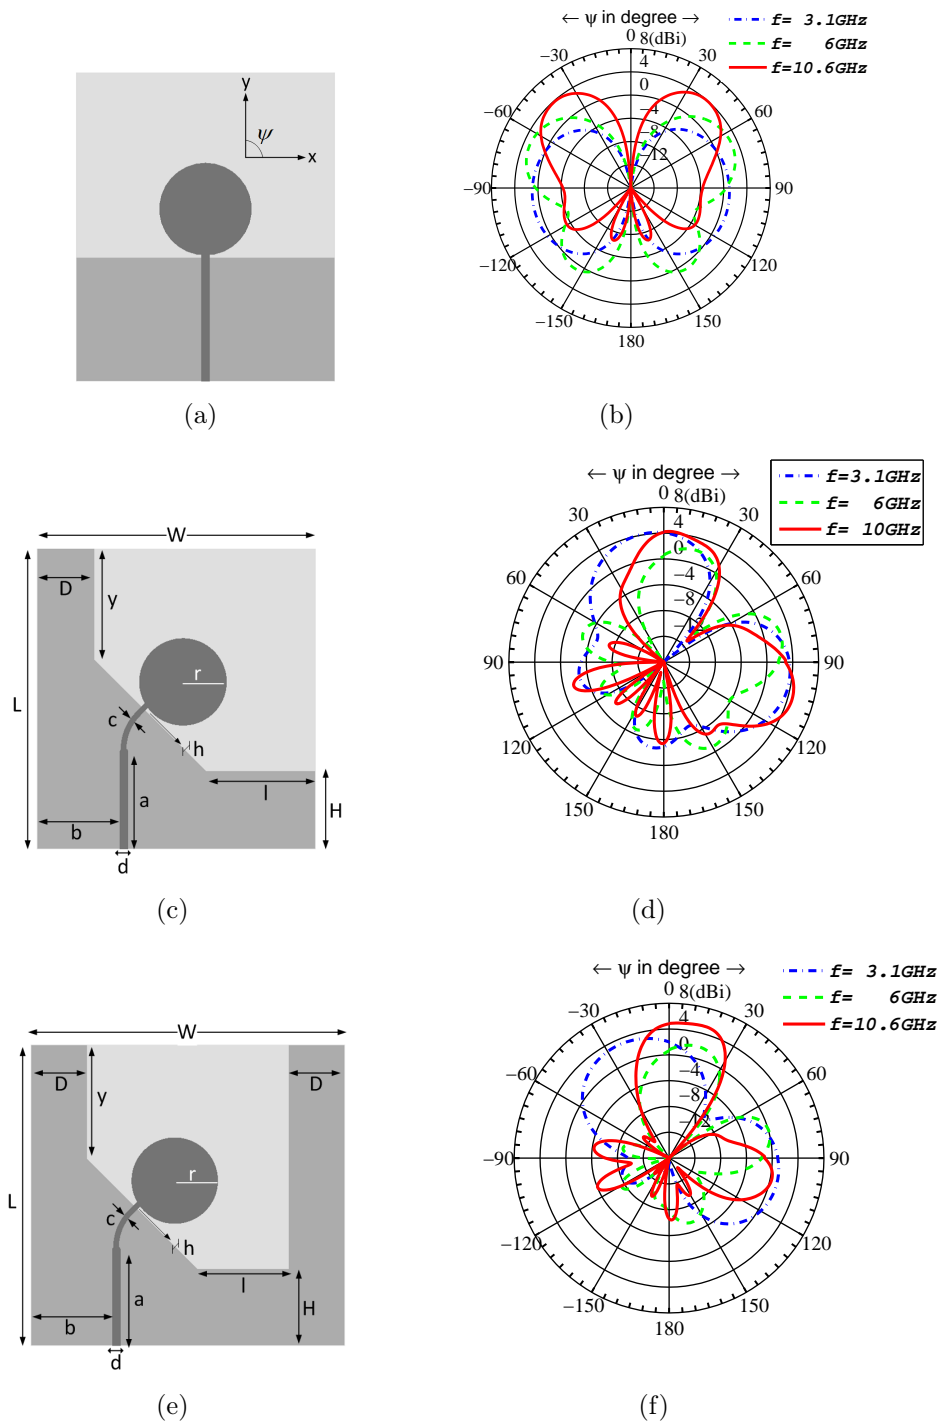 ← ψ in degree →
f= 3.1GHz
f= 6GHz
f=10.6GHz
0 8(dBi)
−30 4 30
0
−60 −4 60
−8
−12
−90 90
−120 120
−150 150
180
y
ψ
x
(a) (b)
← ψ in degree →
f=3.1GHz
f= 6GHz
f= 10GHz
0 8(dBi)
30 4 30
0
60 −4 60
−8
90 90
120 120
150 150
180
W
D y
r
L c
h
a l H
b
d
(c) (d)
← ψ in degree →
f= 3.1GHz
f= 6GHz
f=10.6GHz
0 8(dBi)
−30 4 30
0
−60 −4 60
−8
−12
−90 90
−120 120
−150 150
180
W
D D
y
r
L c
h
a l H
b
d
(e) (f)